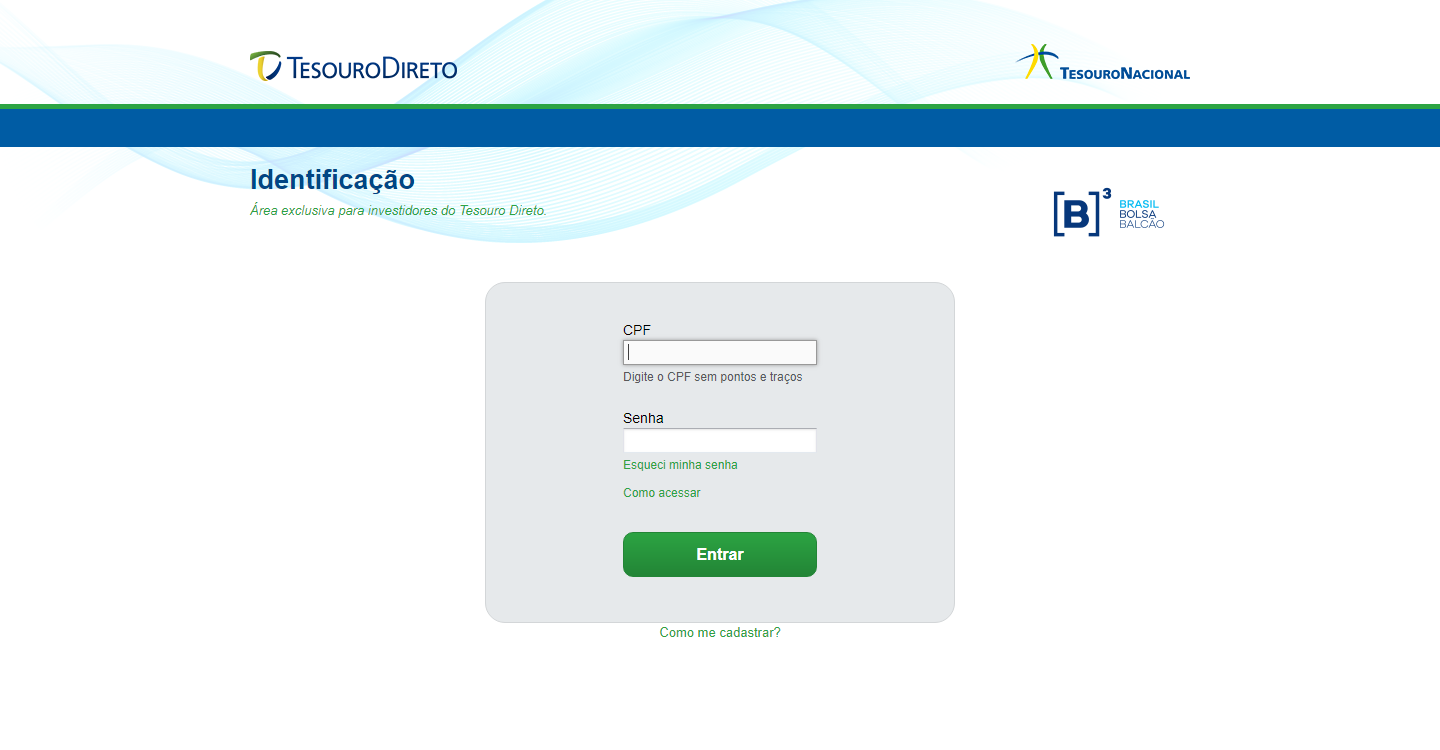 TESOURODIRETO
TESOURONACIONAL
Identificação
Área exclusiva para investidores do Tesouro Direto.
[B]³ BRASIL
BOLSA
BALCÃO
CPF
Digite o CPF sem pontos e traços
Senha
Esqueci minha senha
Como acessar
Entrar
Como me cadastrar?